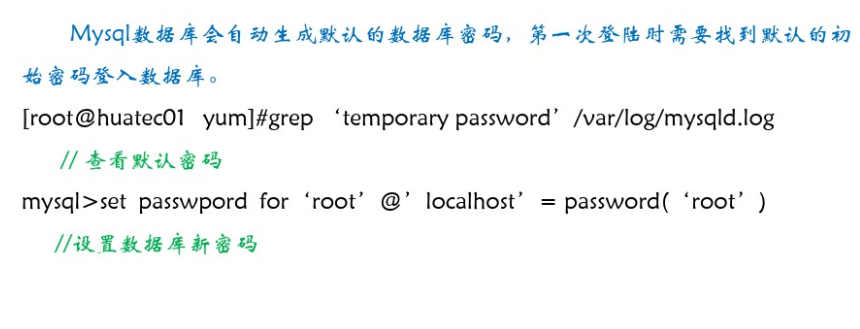 Mysql数据库会自动生成默认的数据库密码，第一次登陆时需要找到默认的初
始密码登入数据库。
[root@huatec01 yum]#grep ‘temporary password’ /var/log/mysqld.log
// 查看默认密码
mysql>set passwpord for ‘root’ @’ localhost’ = password( ‘root’ )
//设置数据库新密码